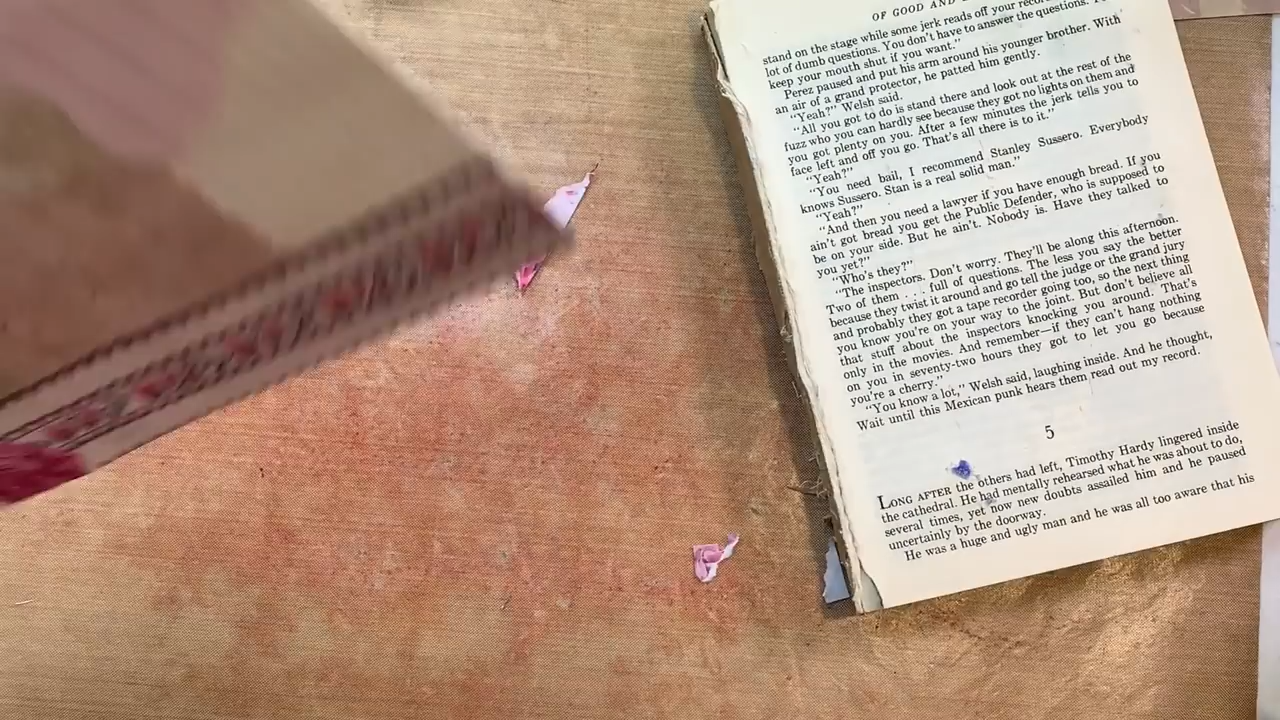 OF GOOD AND
stand on the stage while some jerk reads off your record
lot of dumb questions. You don't have to answer the questions.
keep your mouth shut if you want."
Perez paused and put his arm around his younger brother. With
an air of a grand protector, he patted him gently.
"Yeah?" Welsh said.
"All you got to do is stand there and look out at the rest of the
fuzz who you can hardly see because they got no lights on them and
you got plenty on you. After a few minutes the jerk tells you to
face left and off you go. That's all there is to it."
"Yeah?"
"You need bail, I recommend Stanley Sussero. Everybody
knows Sussero. Stan is a real solid man."
"Yeah?"
"And then you need a lawyer if you have enough bread. If you
ain't got bread you get the Public Defender, who is supposed to
be on your side. But he ain't. Nobody is. Have they talked to
you yet?"
"Who's they?"
"The inspectors. Don't worry. They'll be along this afternoon.
Two of them . . . full of questions. The less you say the better
because they twist it around and go tell the judge or the grand jury
and probably they got a tape recorder going too, so the next thing
you know you're on your way to the joint. But don't believe all
that stuff about the inspectors knocking you around. That's
only in the movies. And remember—if they can't hang nothing
on you in seventy-two hours they got to let you go because
you're a cherry."
"You know a lot," Welsh said, laughing inside. And he thought,
Wait until this Mexican punk hears them read out my record.
5
LONG AFTER the others had left, Timothy Hardy lingered inside
the cathedral. He had mentally rehearsed what he was about to do,
several times, yet now new doubts assailed him and he paused
uncertainly by the doorway.
He was a huge and ugly man and he was all too aware that his